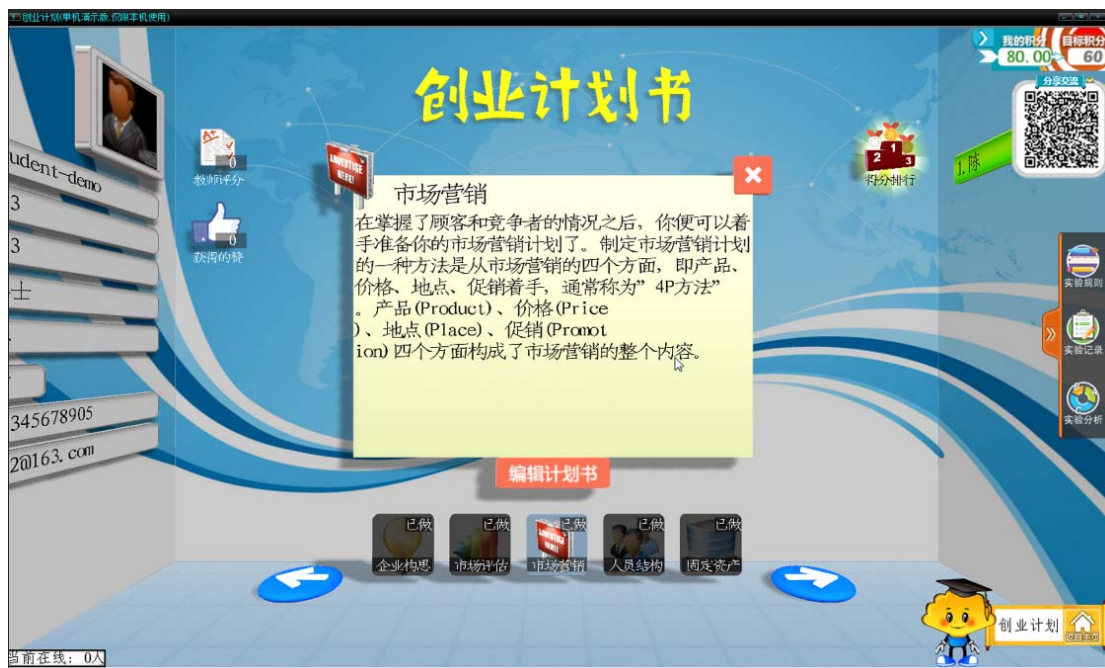 创业计划(单机演示版,仅限本机使用)
我的积分
80.00
目标积分
60
分享交流
创业计划书
udent-demo
3
3
士
345678905
2@163.com
A+
0
教师评分
0
获得的赞
ADVERTISE
HERE!
市场营销
在掌握了顾客和竞争者的情况之后，你便可以着
手准备你的市场营销计划了。制定市场营销计划
的一种方法是从市场营销的四个方面，即产品、
价格、地点、促销着手，通常称为”4P方法”
。产品(Product)、价格(Price
)、地点(Place)、促销(Promot
ion)四个方面构成了市场营销的整个内容。
2 1 3
得分排行
1.陈
实验规则
实验记录
实验分析
编辑计划书
已做
企业构思
已做
市场评估
已做
市场营销
已做
人员结构
已做
固定资产
创业计划
当前在线: 0人